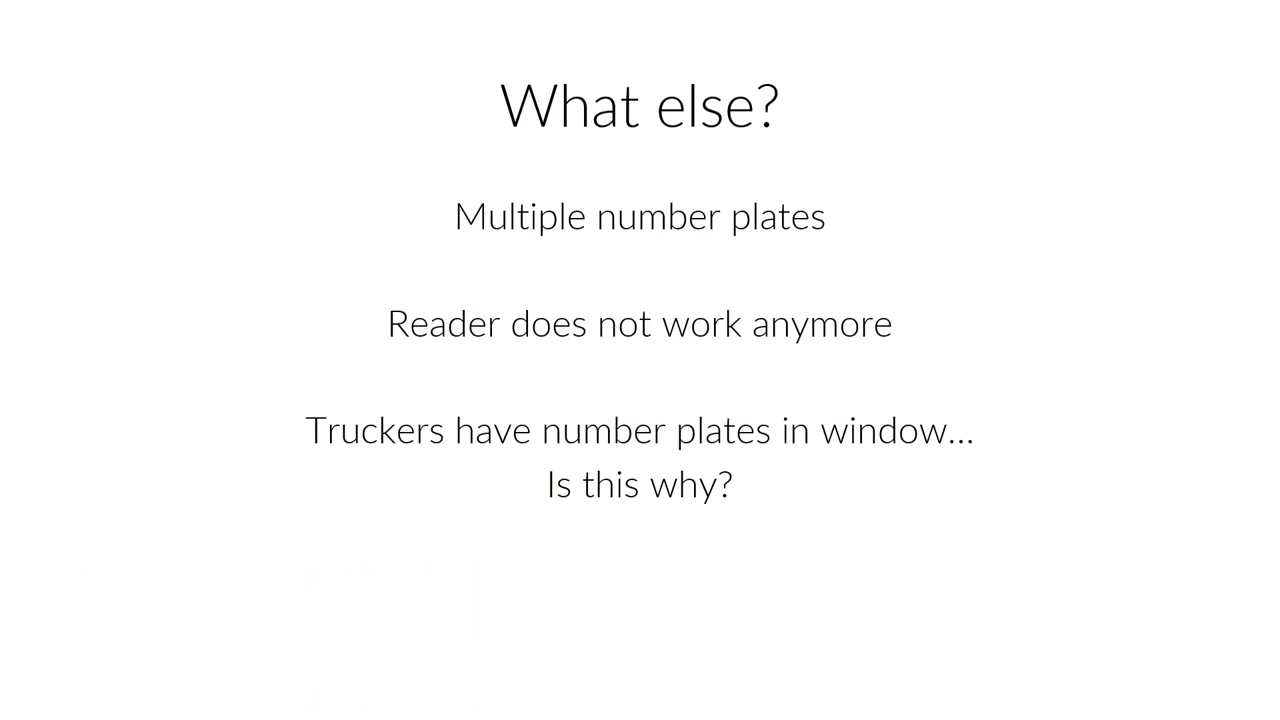 What else?
Multiple number plates
Reader does not work anymore
Truckers have number plates in window...
Is this why?